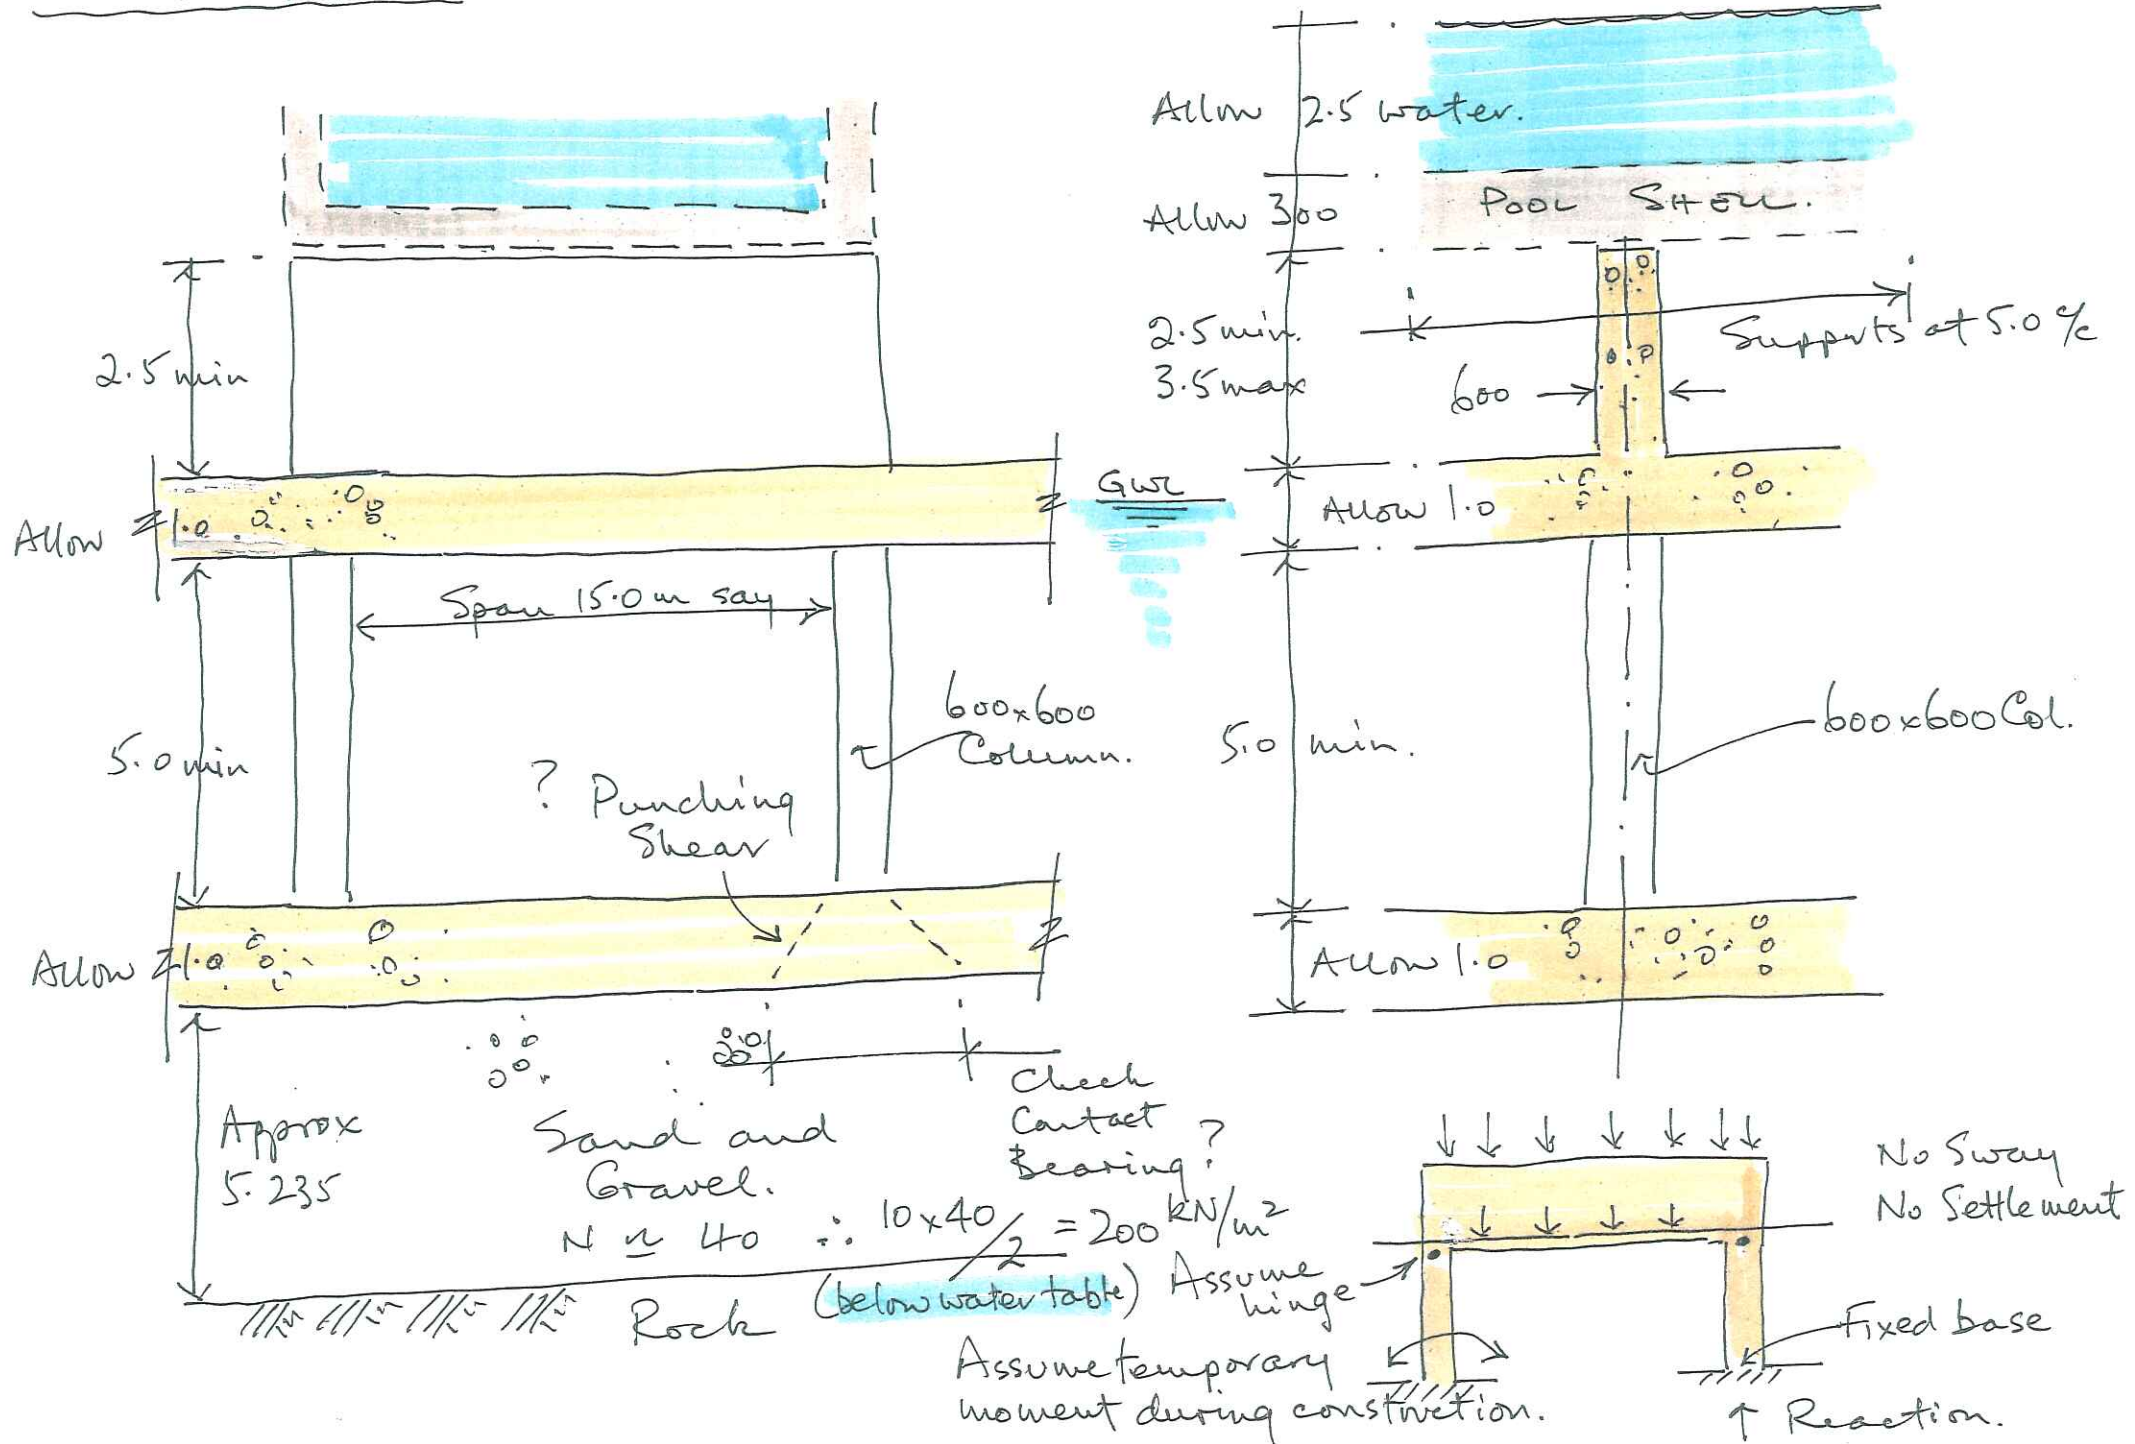 2.5 min
Allow
1.0
Span 15.0 m say
5.0 min
600x600
Column.
? Punching
Shear
Allow
1.0
Approx
5.235
Sand and
Gravel.
N ≈ 40 ∴ 10x40/2 = 200 kN/m²
(below water table)
Rock
Check
Contact
Bearing?
GWL
Allow 2.5 water.
Allow 300
POOL SHELL.
2.5 min.
3.5 max
Supports at 5.0 c/c
600
ALLOW 1.0
5.0 min.
600x600 Col.
ALLOW 1.0
No Sway
No Settlement
Assume
hinge
Fixed base
Assume temporary
moment during construction.
↑ Reaction.